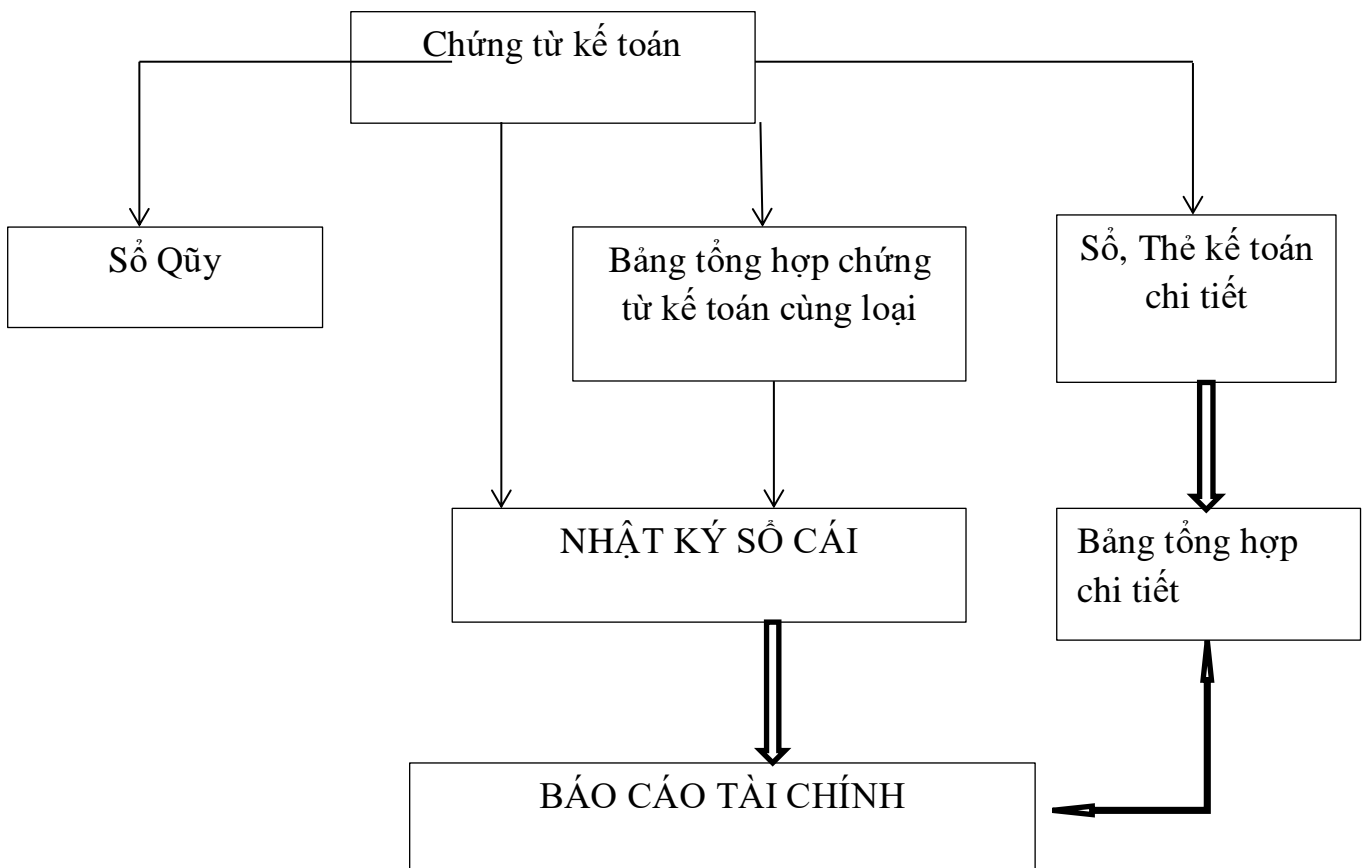 Chứng từ kế toán
Sổ Qũy
Bảng tổng hợp chứng
từ kế toán cùng loại
Sổ, Thẻ kế toán
chi tiết
NHẬT KÝ SỔ CÁI
Bảng tổng hợp
chi tiết
BÁO CÁO TÀI CHÍNH